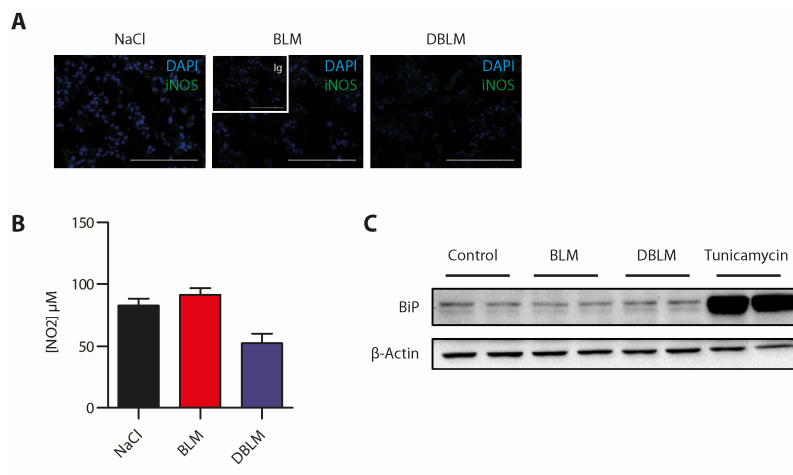 A
NaCl BLM DBLM
DAPI Ig DAPI DAPI
iNOS iNOS iNOS
B
150
100
50
0
[NO2] µM
NaCl BLM DBLM
C
Control BLM DBLM Tunicamycin
BiP
β-Actin